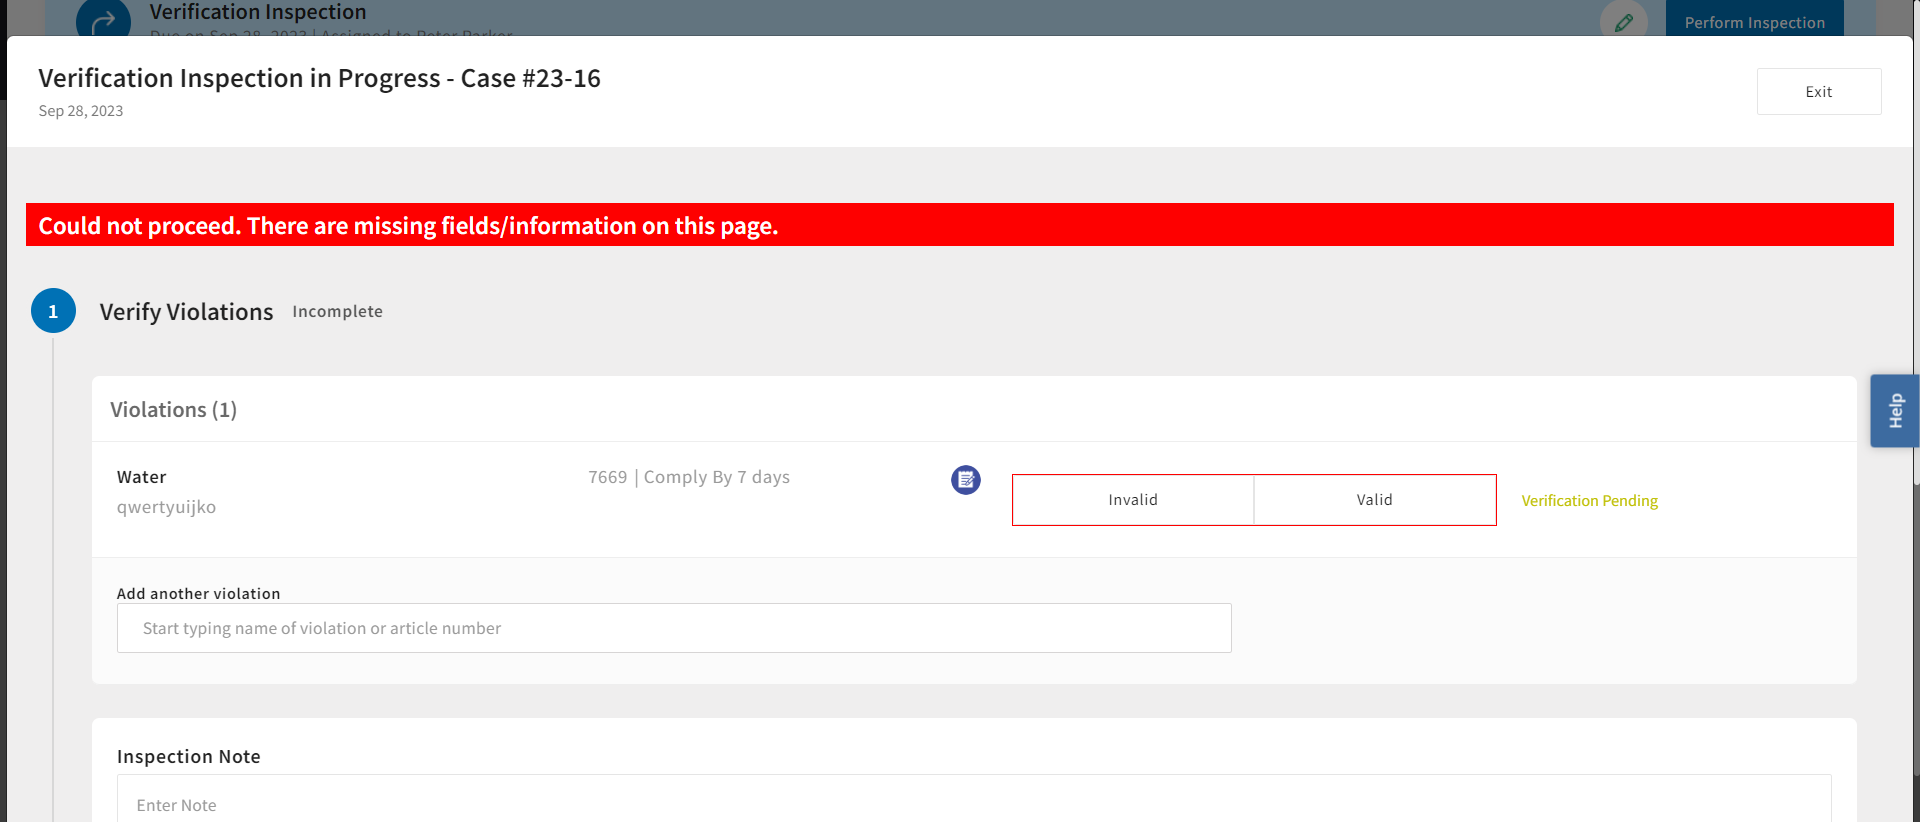 Verification Inspection
Due on Sep 28, 2023 | Assigned to Peter Parker
Perform Inspection
Verification Inspection in Progress - Case #23-16
Sep 28, 2023
Exit
Could not proceed. There are missing fields/information on this page.
1 Verify Violations Incomplete
Help
Violations (1)
Water 7669 | Comply By 7 days
qwertyuijko
Invalid Valid Verification Pending
Add another violation
Start typing name of violation or article number
Inspection Note
Enter Note